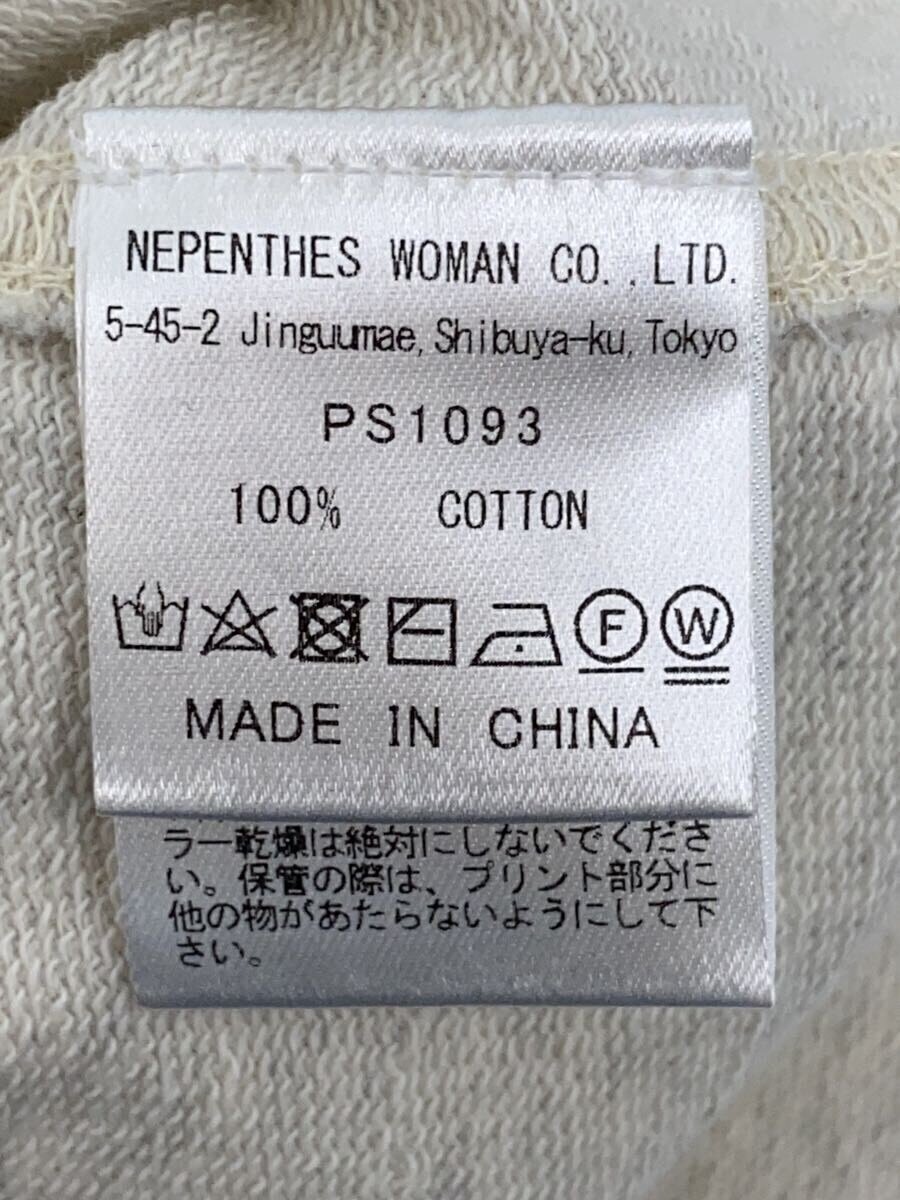 NEPENTHES WOMAN CO.,LTD.
5-45-2 Jinguumae, Shibuya-ku, Tokyo
PS1093
100% COTTON
F W
MADE IN CHINA
ラー乾燥は絶対にしないでくださ
い。保管の際は、プリント部分に
他の物があたらないようにして下
さい。